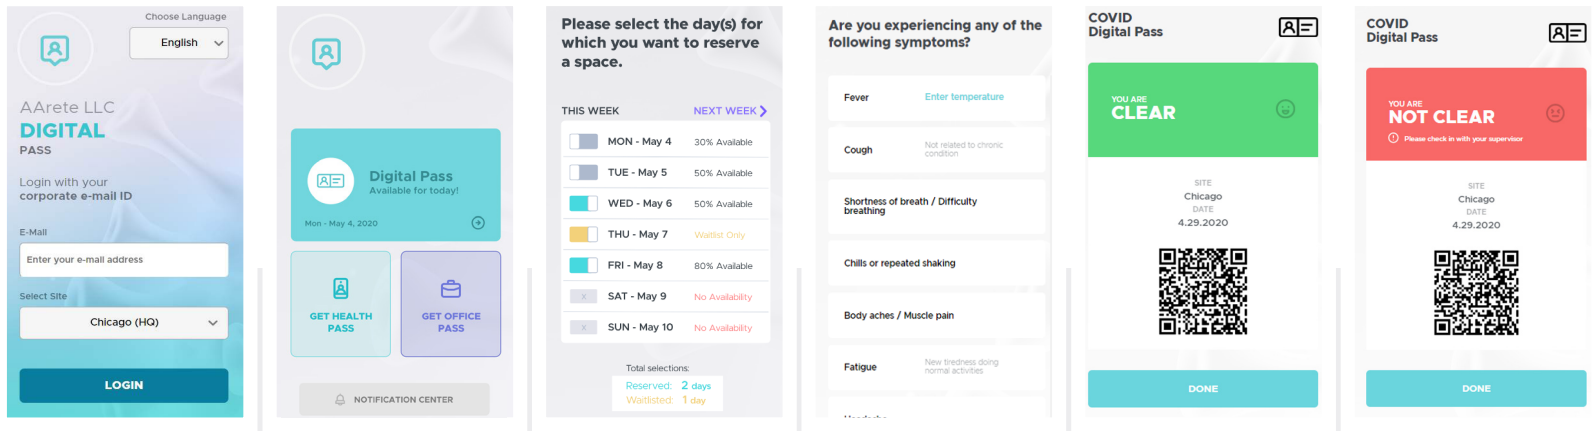 Choose Language
English
AArete LLC
DIGITAL
PASS
Login with your
corporate e-mail ID
E-Mail
Enter your e-mail address
Select Site
Chicago (HQ)
LOGIN
Digital Pass
Available for today!
Mon - May 4, 2020
GET HEALTH
PASS
GET OFFICE
PASS
NOTIFICATION CENTER
Please select the day(s) for
which you want to reserve
a space.
THIS WEEK NEXT WEEK
MON - May 4 30% Available
TUE - May 5 50% Available
WED - May 6 50% Available
THU - May 7 Waitlist Only
FRI - May 8 80% Available
x SAT - May 9 No Availability
x SUN - May 10 No Availability
Total selections:
Reserved: 2 days
Waitlisted: 1 day
Are you experiencing any of the
following symptoms?
Fever Enter temperature
Cough Not related to chronic
condition
Shortness of breath / Difficulty
breathing
Chills or repeated shaking
Body aches / Muscle pain
Fatigue New tiredness doing
normal activities
COVID
Digital Pass
YOU ARE
CLEAR
SITE
Chicago
DATE
4.29.2020
DONE
COVID
Digital Pass
YOU ARE
NOT CLEAR
Please check in with your supervisor
SITE
Chicago
DATE
4.29.2020
DONE